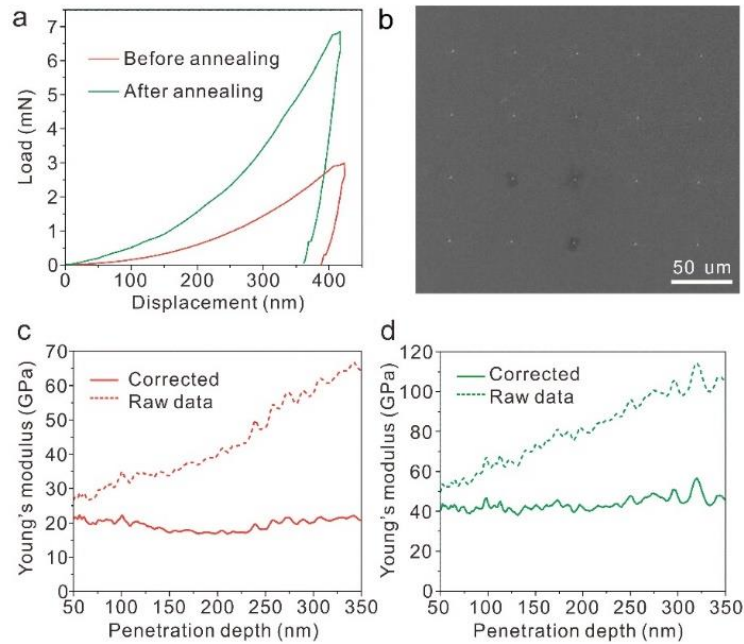 a
7
6
5
4
3
2
1
0
Load (mN)
Before annealing
After annealing
0 100 200 300 400
Displacement (nm)
b
50 um
c
70
60
50
40
30
20
10
0
Young's modulus (GPa)
Corrected
Raw data
50 100 150 200 250 300 350
Penetration depth (nm)
d
120
100
80
60
40
20
0
Young's modulus (GPa)
Corrected
Raw data
50 100 150 200 250 300 350
Penetration depth (nm)